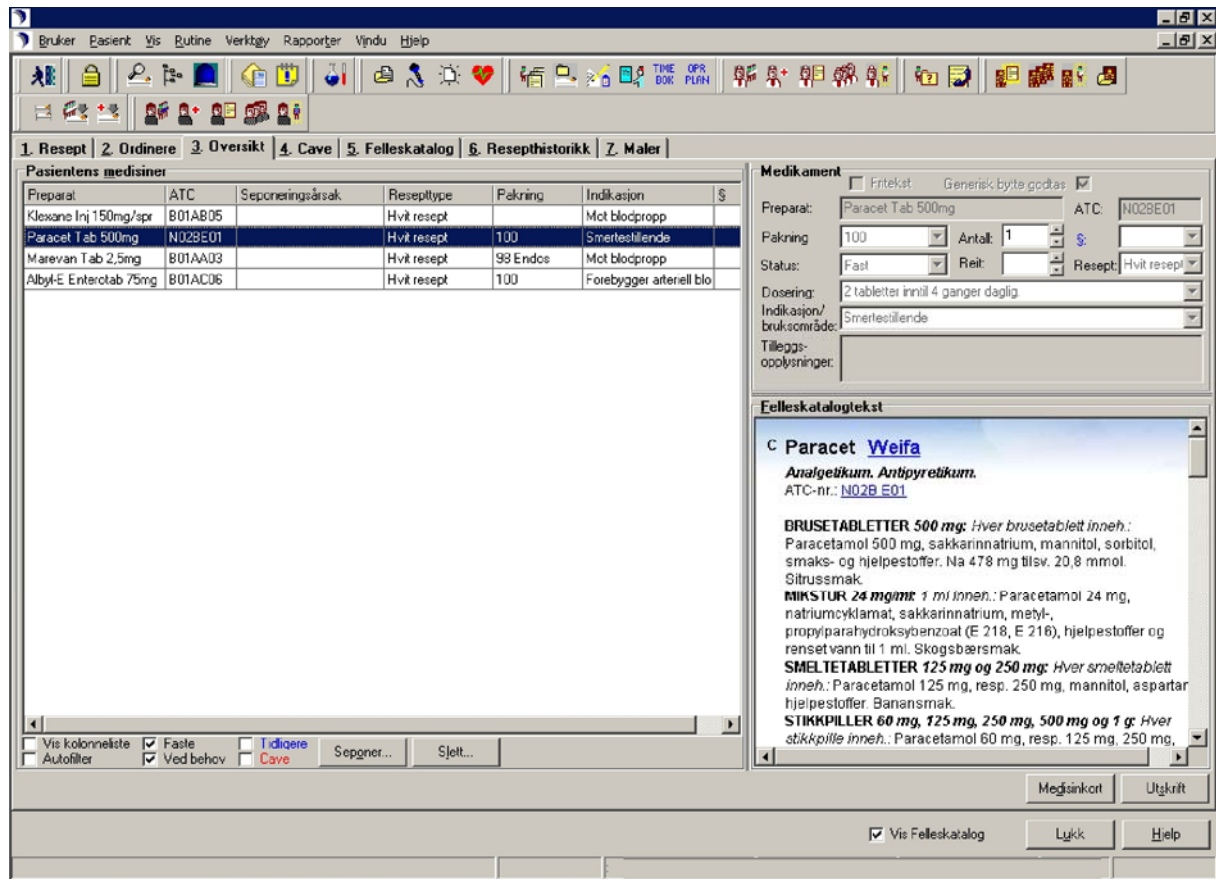 Bruker Pasient Vis Rutine Verktøy Rapporter Vindu Hjelp
TIME BOK OPR PLAN
1. Resept 2. Ordinere 3. Oversikt 4. Cave 5. Felleskatalog 6. Resepthistorikk 7. Maler
Pasientens medisiner
Preparat ATC Seponeringsårsak Resepttype Pakning Indikasjon §
Klexane Inj 150mg/spr B01AB05 Hvit resept Mot blodpropp
Paracet Tab 500mg N02BE01 Hvit resept 100 Smertestillende
Marevan Tab 2,5mg B01AA03 Hvit resept 98 Endos Mot blodpropp
Albyl-E Enterotab 75mg B01AC06 Hvit resept 100 Forebygger arteriell blo
Vis kolonneliste Faste Tidligere
Autofilter Ved behov Cave
Seponer... Slett...
Medikament
Fritekst Generisk bytte godtas
Preparat: Paracet Tab 500mg ATC: N02BE01
Pakning 100 Antall: 1 §:
Status: Fast Reit: Resept: Hvit resept
Dosering: 2 tabletter inntil 4 ganger daglig.
Indikasjon/
bruksområde: Smertestillende
Tilleggs-
opplysninger:
Felleskatalogtekst
C Paracet Weifa
Analgetikum. Antipyretikum.
ATC-nr.: N02B E01
BRUSETABLETTER 500 mg: Hver brusetablett inneh.:
Paracetamol 500 mg, sakkarinnatrium, mannitol, sorbitol,
smaks- og hjelpestoffer. Na 478 mg tilsv. 20,8 mmol.
Sitrussmak.
MIKSTUR 24 mg/ml: 1 ml inneh.: Paracetamol 24 mg,
natriumcyklamat, sakkarinnatrium, metyl-,
propylparahydroksybenzoat (E 218, E 216), hjelpestoffer og
renset vann til 1 ml. Skogsbærsmak.
SMELTETABLETTER 125 mg og 250 mg: Hver smeltetablett
inneh.: Paracetamol 125 mg, resp. 250 mg, mannitol, aspartam
hjelpestoffer. Banansmak.
STIKKPILLER 60 mg, 125 mg, 250 mg, 500 mg og 1 g: Hver
stikkpille inneh.: Paracetamol 60 mg, resp. 125 mg, 250 mg,
Medisinkort Utskrift
Vis Felleskatalog Lukk Hjelp